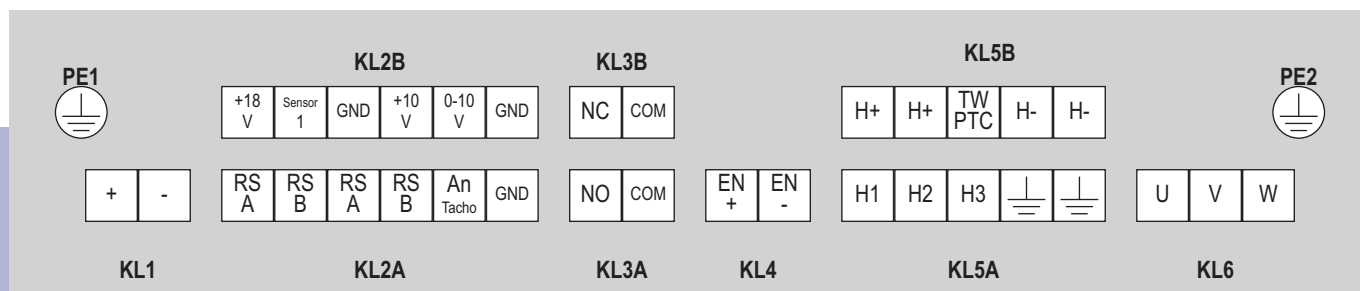 KL2B KL3B KL5B
PE1 PE2
+18 V Sensor 1 GND +10 V 0-10 V GND NC COM H+ H+ TW PTC H- H-
+ - RS A RS B RS A RS B An Tacho GND NO COM EN + EN - H1 H2 H3 U V W
KL1 KL2A KL3A KL4 KL5A KL6